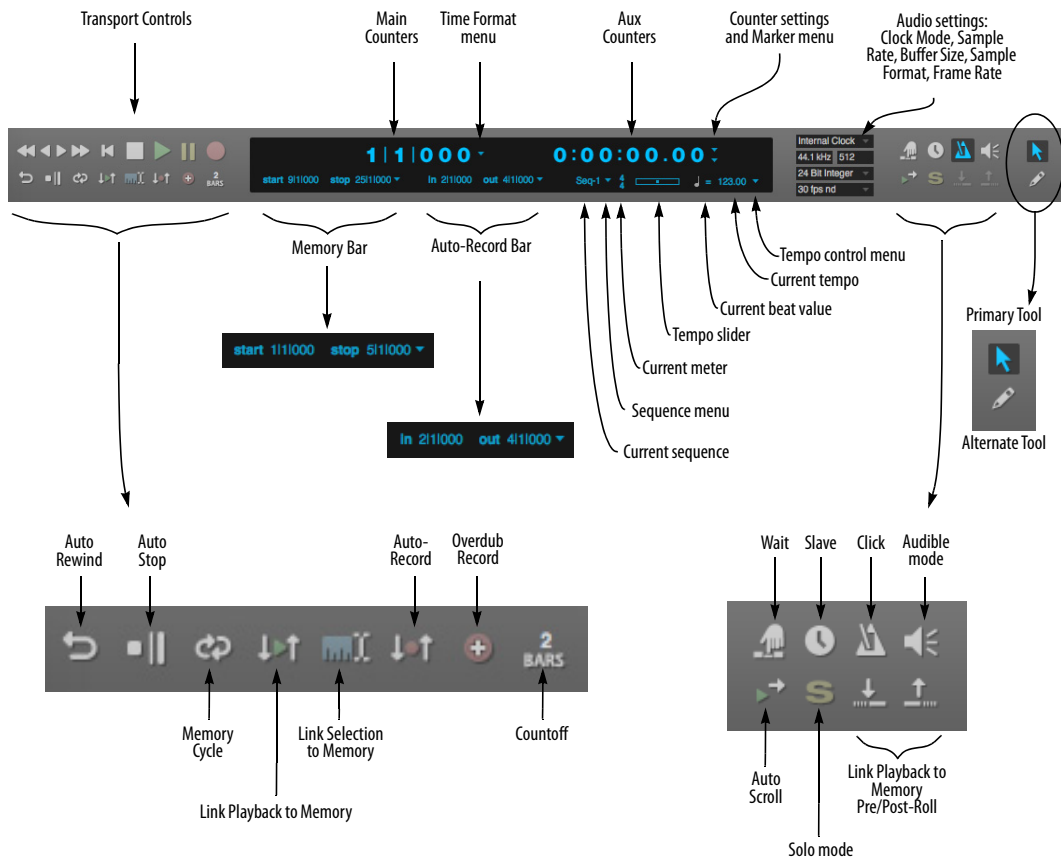 Transport Controls
Main
Counters
Time Format
menu
Aux
Counters
Counter settings
and Marker menu
Audio settings:
Clock Mode, Sample
Rate, Buffer Size, Sample
Format, Frame Rate
1|1|000
0:00:00.00
start 9|1|000 stop 25|1|000
in 2|1|000 out 4|1|000
Seq-1
4
4
= 123.00
Internal Clock
44.1 kHz 512
24 Bit Integer
30 fps nd
2
BARS
S
Memory Bar
Auto-Record Bar
Tempo control menu
Current tempo
Current beat value
Tempo slider
Current meter
Sequence menu
Current sequence
Primary Tool
Alternate Tool
start 1|1|000 stop 5|1|000
in 2|1|000 out 4|1|000
Auto
Rewind
Auto
Stop
Auto-
Record
Overdub
Record
2
BARS
Memory
Cycle
Link Selection
to Memory
Countoff
Link Playback to Memory
Wait
Slave
Click
Audible
mode
S
Auto
Scroll
Link Playback to
Memory
Pre/Post-Roll
Solo mode